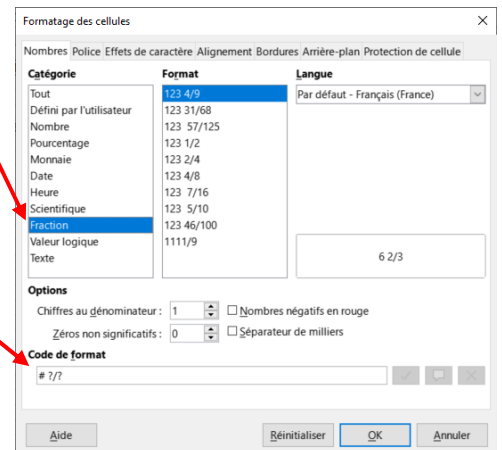 Formatage des cellules
Nombres Police Effets de caractère Alignement Bordures Arrière-plan Protection de cellule
Catégorie Format Langue
Tout 123 4/9 Par défaut - Français (France)
Défini par l'utilisateur 123 31/68
Nombre 123 57/125
Pourcentage 123 1/2
Monnaie 123 2/4
Date 123 4/8
Heure 123 7/16
Scientifique 123 5/10
Fraction 123 46/100
Valeur logique 1111/9
Texte
6 2/3
Options
Chiffres au dénominateur : 1 Nombres négatifs en rouge
Zéros non significatifs : 0 Séparateur de milliers
Code de format
# ?/?
Aide Réinitialiser OK Annuler